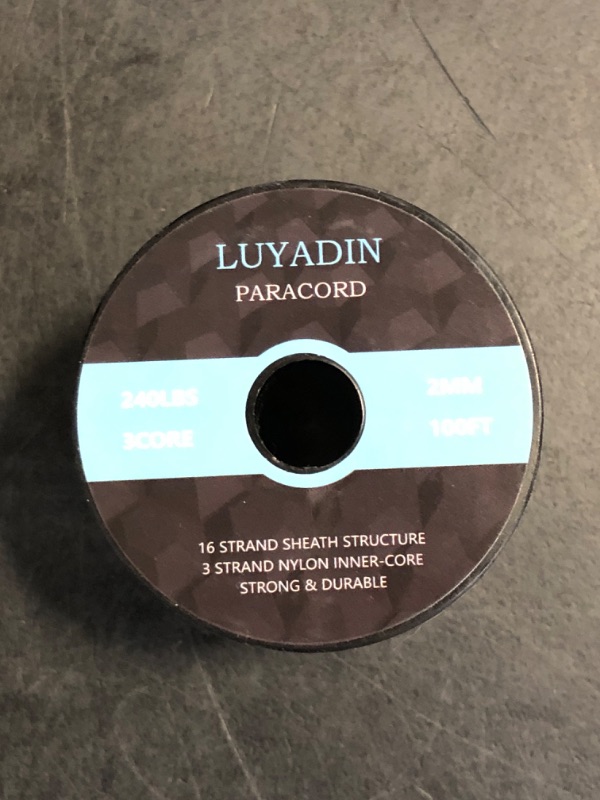 LUYADIN
PARACORD
240LBS
2MM
3CORE
100FT
16 STRAND SHEATH STRUCTURE
3 STRAND NYLON INNER-CORE
STRONG & DURABLE